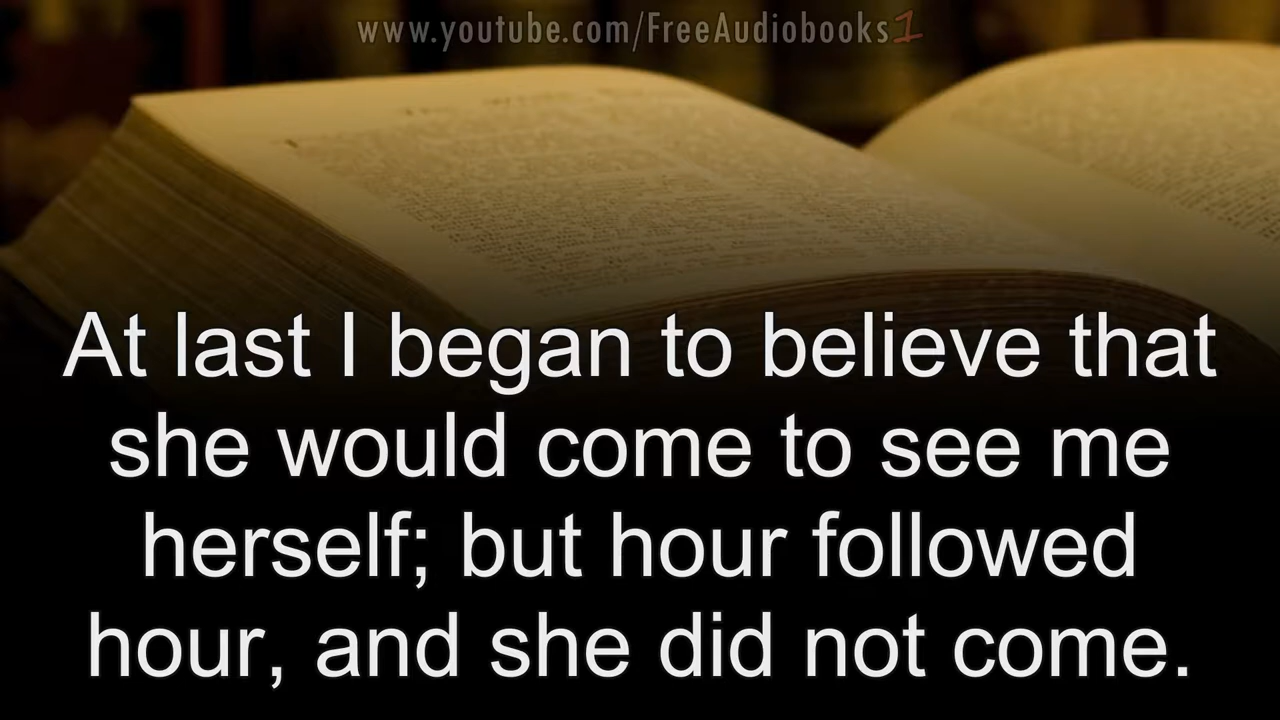 www.youtube.com/FreeAudiobooks1
At last I began to believe that
she would come to see me
herself; but hour followed
hour, and she did not come.